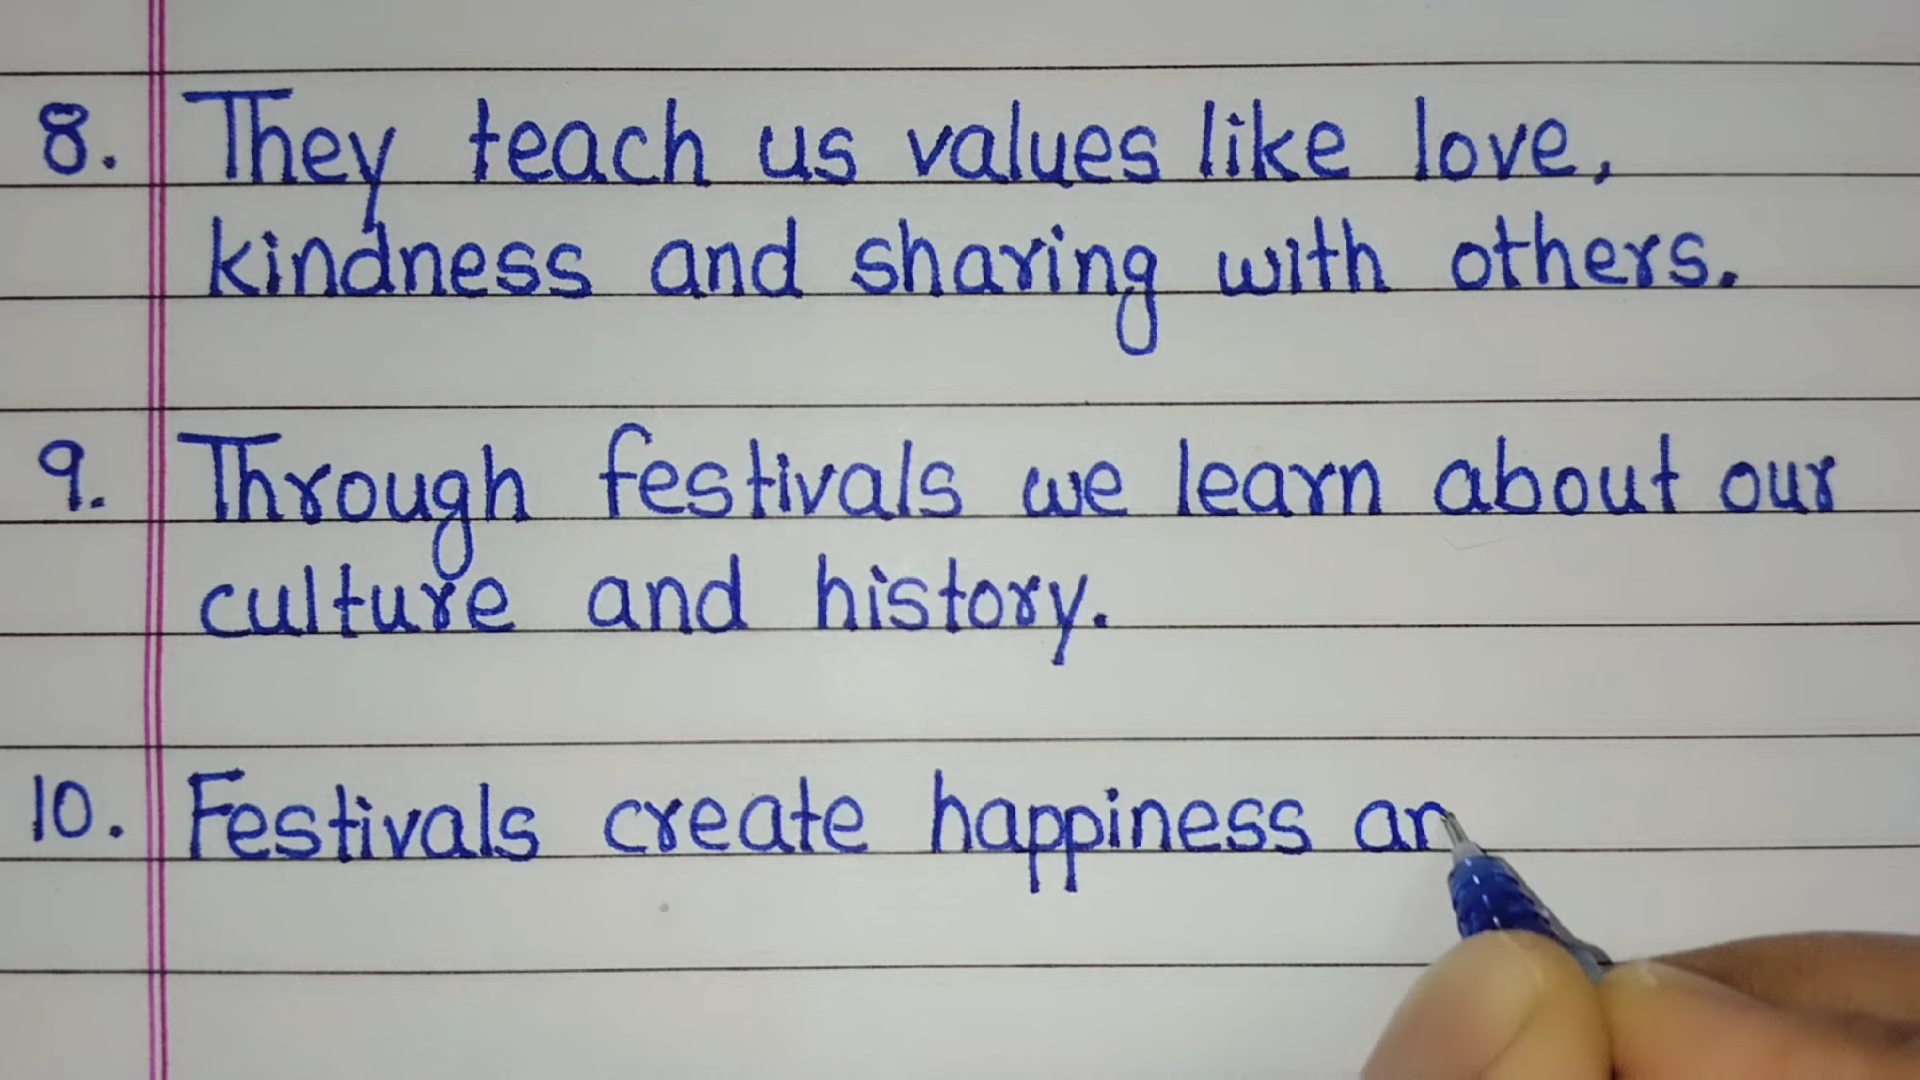 8. They teach us values like love,
kindness and sharing with others.
9. Through festivals we learn about our
culture and history.
10. Festivals create happiness an